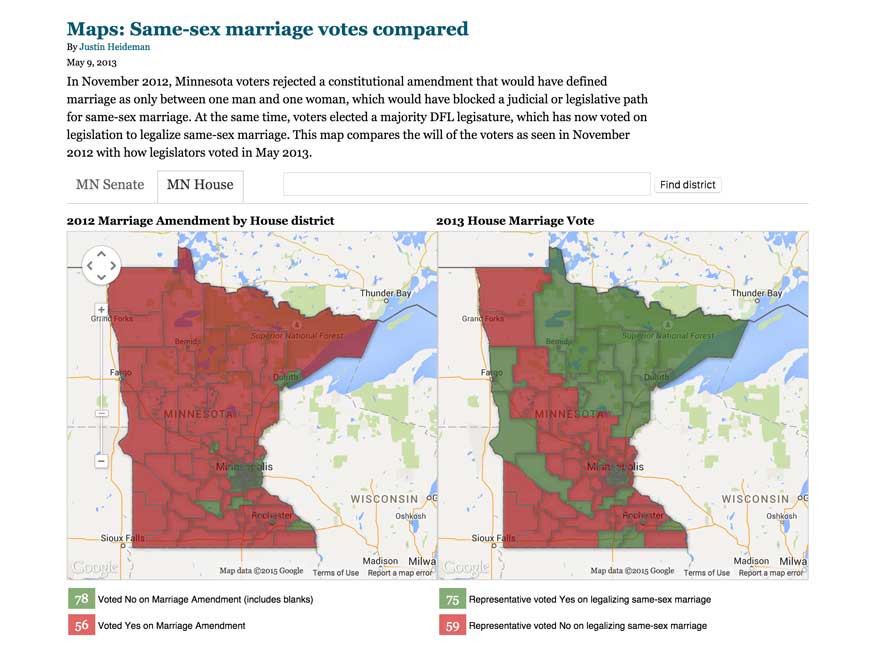 Maps: Same-sex marriage votes compared
By Justin Heideman
May 9, 2013
In November 2012, Minnesota voters rejected a constitutional amendment that would have defined
marriage as only between one man and one woman, which would have blocked a judicial or legislative path
for same-sex marriage. At the same time, voters elected a majority DFL legisature, which has now voted on
legislation to legalize same-sex marriage. This map compares the will of the voters as seen in November
2012 with how legislators voted in May 2013.
MN Senate
MN House
Find district
2012 Marriage Amendment by House district
Thunder Bay
Grand Forks
Superior National Forest
Bemidji
Fargo
Duluth
MINNESOTA
Minneapolis
WISCONSIN
Rochester
Oshkosh
Sioux Falls
Madison
Milwa
Google
Map data ©2015 Google
Terms of Use
Report a map error
78 Voted No on Marriage Amendment (includes blanks)
56 Voted Yes on Marriage Amendment
2013 House Marriage Vote
Thunder Bay
Grand Forks
Superior National Forest
Bemidji
Fargo
Duluth
MINNESOTA
Minneapolis
WISCONSIN
Rochester
Oshkosh
Sioux Falls
Madison
Milwa
Google
Map data ©2015 Google
Terms of Use
Report a map error
75 Representative voted Yes on legalizing same-sex marriage
59 Representative voted No on legalizing same-sex marriage